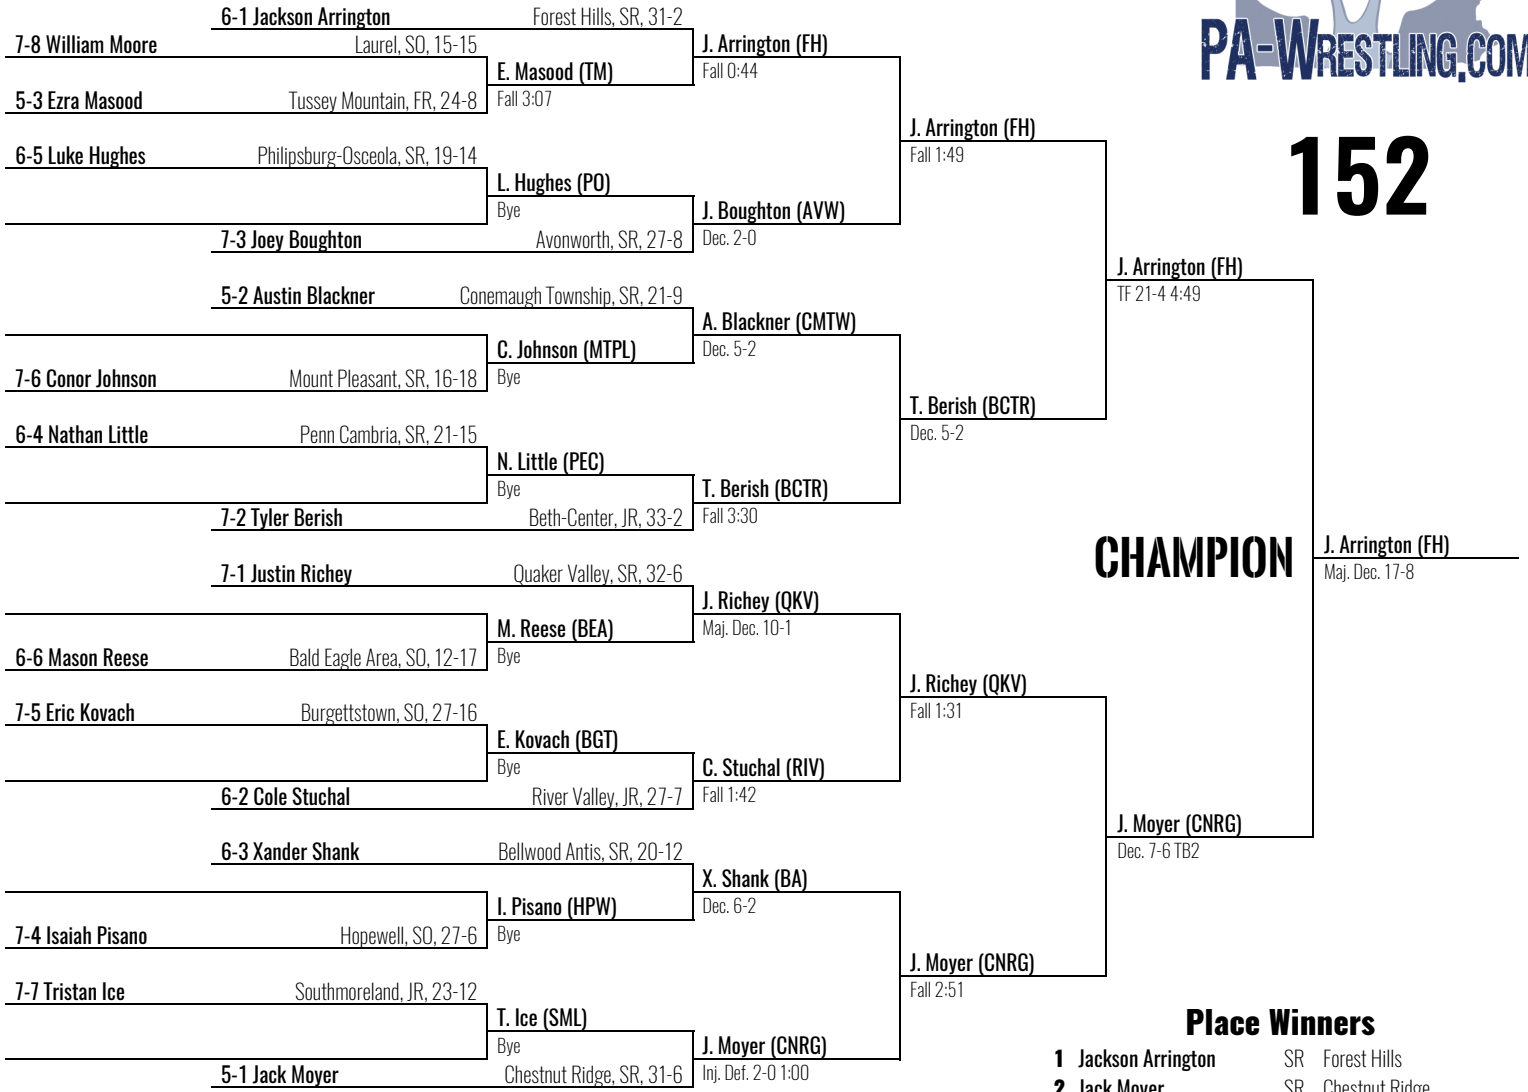 PA-WRESTLING.COM
152
6-1 Jackson Arrington Forest Hills, SR, 31-2
7-8 William Moore Laurel, SO, 15-15
J. Arrington (FH)
E. Masood (TM)
Fall 0:44
5-3 Ezra Masood Tussey Mountain, FR, 24-8
Fall 3:07
J. Arrington (FH)
Fall 1:49
6-5 Luke Hughes Philipsburg-Osceola, SR, 19-14
L. Hughes (PO)
Bye
J. Boughton (AVW)
7-3 Joey Boughton Avonworth, SR, 27-8
Dec. 2-0
J. Arrington (FH)
TF 21-4 4:49
5-2 Austin Blackner Conemaugh Township, SR, 21-9
A. Blackner (CMTW)
C. Johnson (MTPL)
Dec. 5-2
7-6 Conor Johnson Mount Pleasant, SR, 16-18
Bye
T. Berish (BCTR)
Dec. 5-2
6-4 Nathan Little Penn Cambria, SR, 21-15
N. Little (PEC)
Bye
T. Berish (BCTR)
7-2 Tyler Berish Beth-Center, JR, 33-2
Fall 3:30
CHAMPION
J. Arrington (FH)
Maj. Dec. 17-8
7-1 Justin Richey Quaker Valley, SR, 32-6
J. Richey (QKV)
M. Reese (BEA)
Maj. Dec. 10-1
6-6 Mason Reese Bald Eagle Area, SO, 12-17
Bye
J. Richey (QKV)
Fall 1:31
7-5 Eric Kovach Burgettstown, SO, 27-16
E. Kovach (BGT)
Bye
C. Stuchal (RIV)
6-2 Cole Stuchal River Valley, JR, 27-7
Fall 1:42
J. Moyer (CNRG)
Dec. 7-6 TB2
6-3 Xander Shank Bellwood Antis, SR, 20-12
X. Shank (BA)
I. Pisano (HPW)
Dec. 6-2
7-4 Isaiah Pisano Hopewell, SO, 27-6
Bye
J. Moyer (CNRG)
Fall 2:51
7-7 Tristan Ice Southmoreland, JR, 23-12
T. Ice (SML)
Bye
J. Moyer (CNRG)
5-1 Jack Moyer Chestnut Ridge, SR, 31-6
Inj. Def. 2-0 1:00
Place Winners
1 Jackson Arrington SR Forest Hills
2 Jack Moyer SR Chestnut Ridge